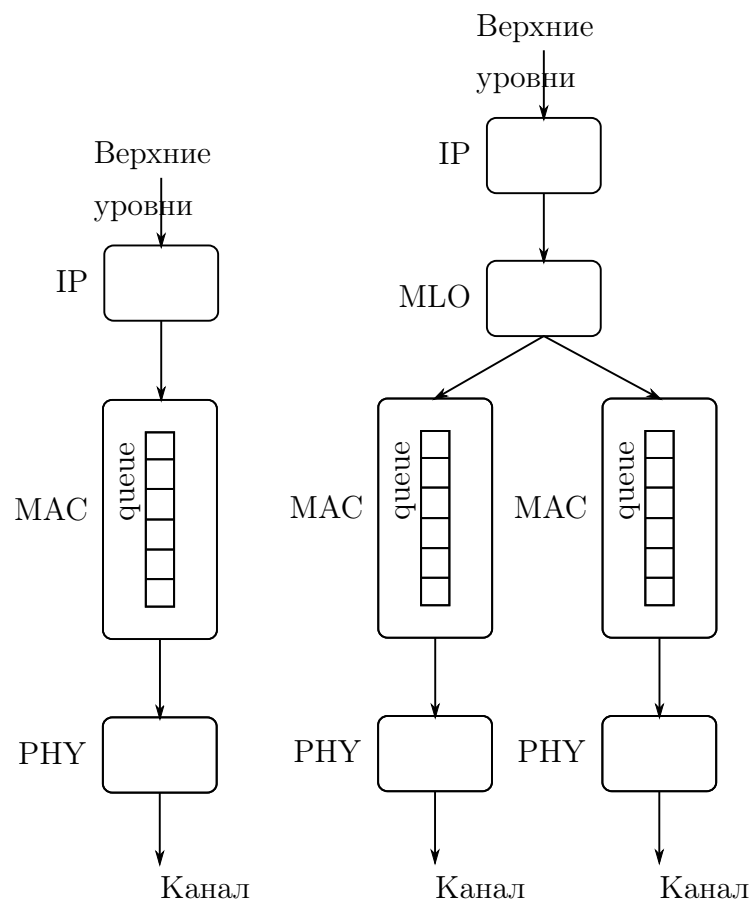 Верхние
уровни
IP
queue
MAC
PHY
Канал
Верхние
уровни
IP
MLO
queue
MAC
PHY
Канал
queue
MAC
PHY
Канал